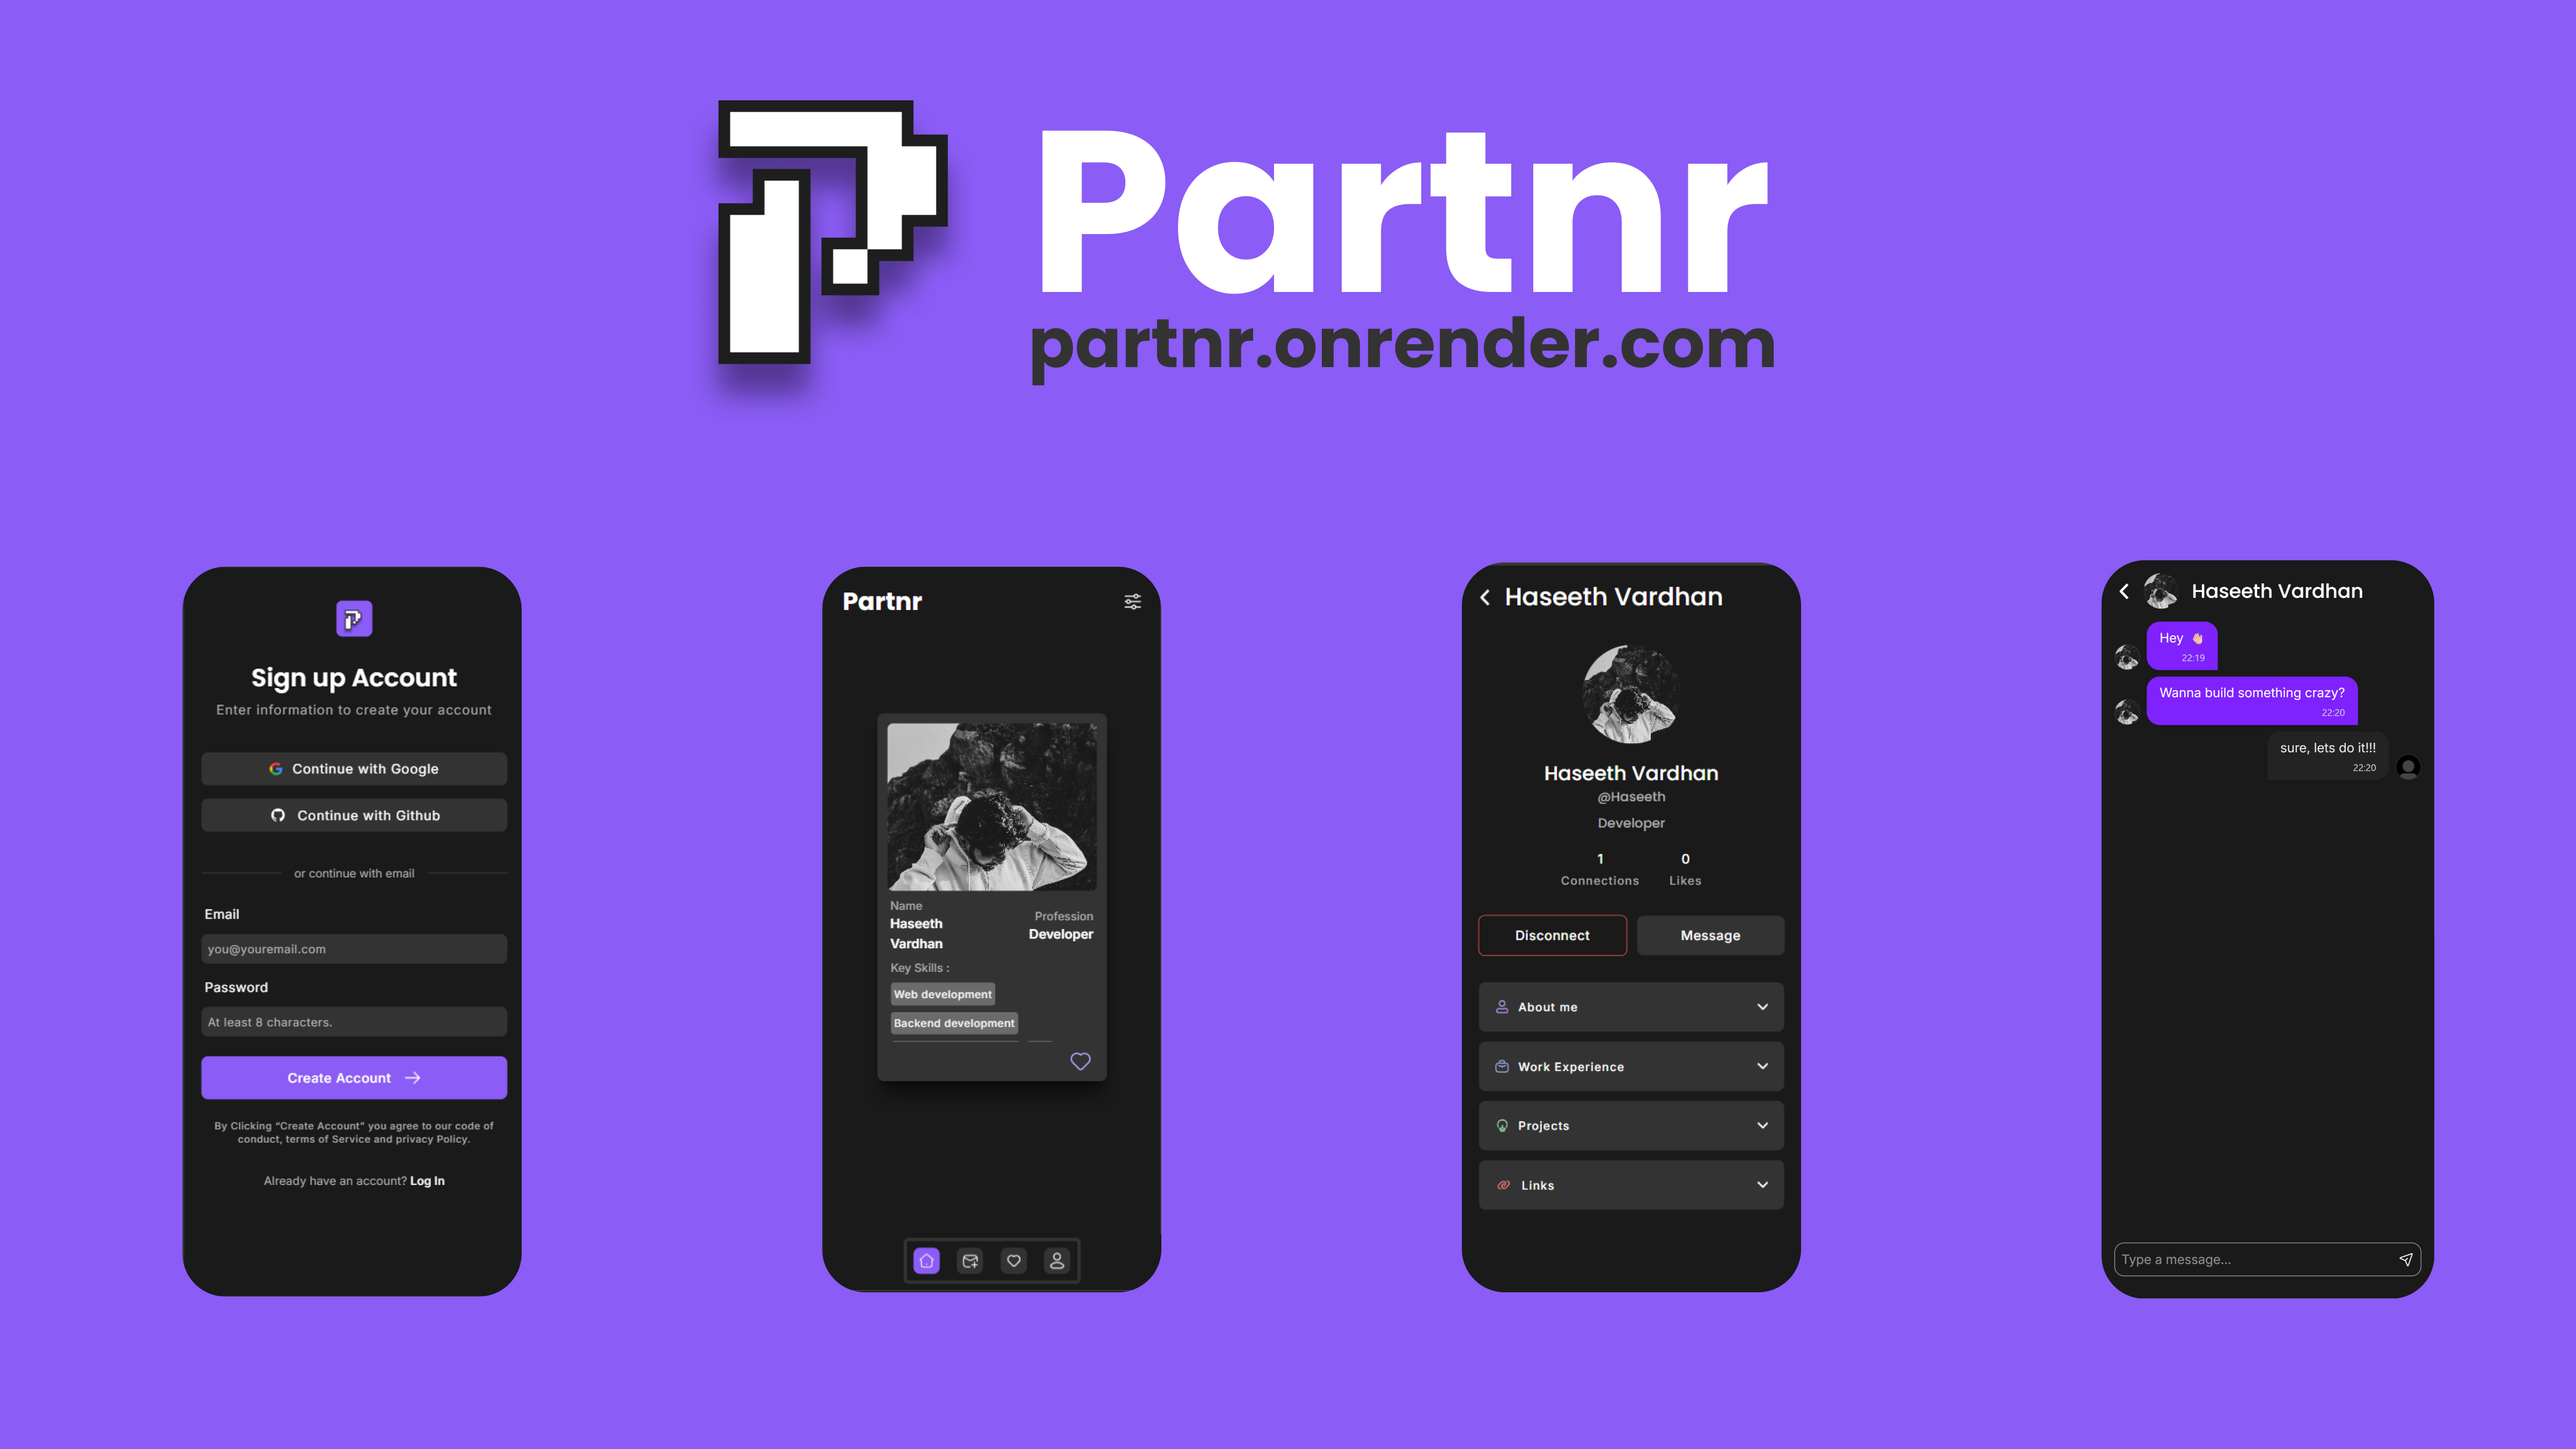 Partnr
partnr.onrender.com
Sign up Account
Enter information to create your account
Continue with Google
Continue with Github
or continue with email
Email
you@youremail.com
Password
At least 8 characters.
Create Account
By Clicking “Create Account” you agree to our code of
conduct, terms of Service and privacy Policy.
Already have an account? Log In
Partnr
Name
Haseeth
Vardhan
Profession
Developer
Key Skills :
Web development
Backend development
Haseeth Vardhan
Haseeth Vardhan
@Haseeth
Developer
1
Connections
0
Likes
Disconnect
Message
About me
Work Experience
Projects
Links
Haseeth Vardhan
Hey 👋🏼
22:19
Wanna build something crazy?
22:20
sure, lets do it!!!
22:20
Type a message...